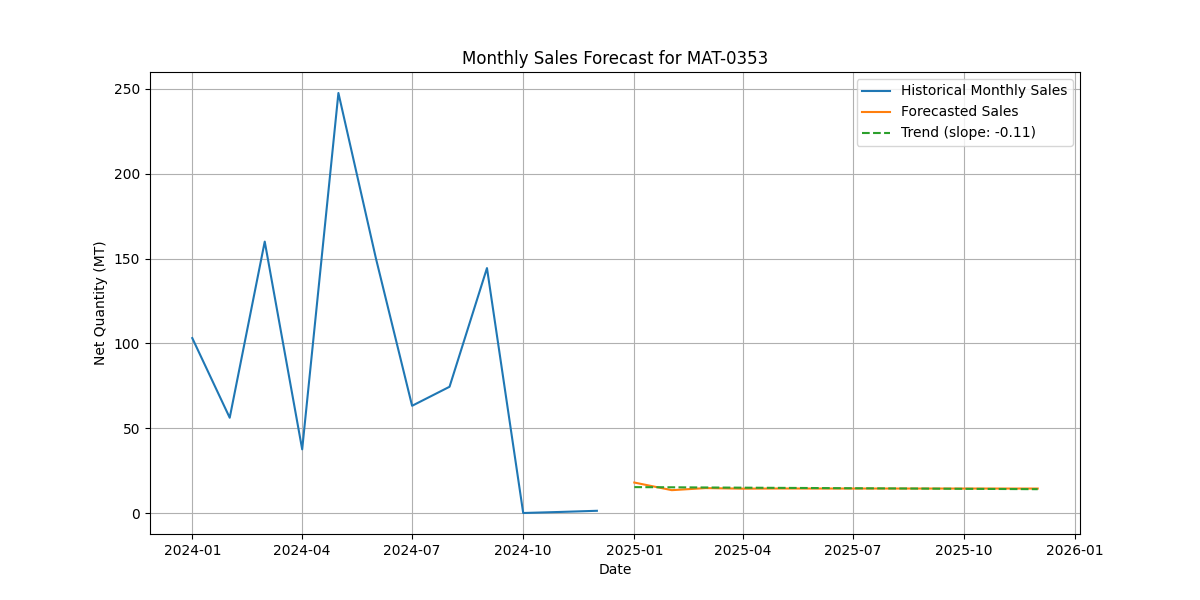 Monthly Sales Forecast for MAT-0353
Historical Monthly Sales
Forecasted Sales
Trend (slope: -0.11)
Net Quantity (MT)
250
200
150
100
50
0
2024-01 2024-04 2024-07 2024-10 2025-01 2025-04 2025-07 2025-10 2026-01
Date